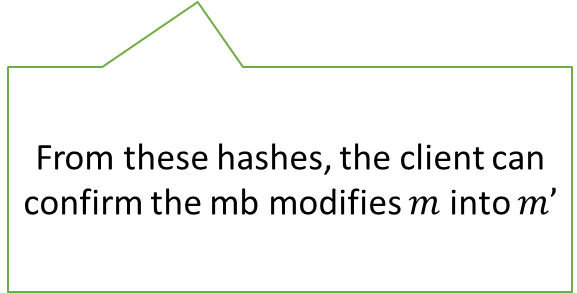 From these hashes, the client can
confirm the mb modifies 𝑚 into 𝑚’